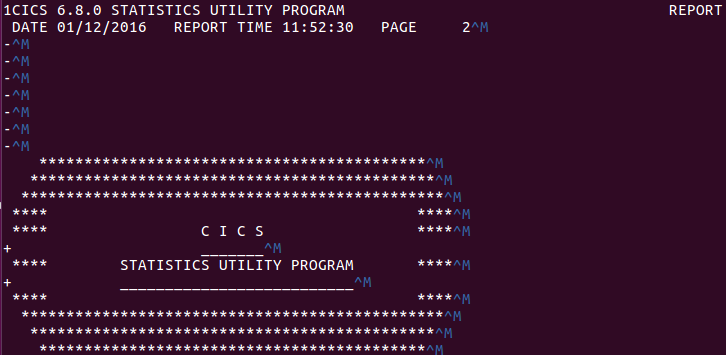 1CICS 6.8.0 STATISTICS UTILITY PROGRAM                                    REPORT
 DATE 01/12/2016   REPORT TIME 11:52:30   PAGE     2^M
-^M
-^M
-^M
-^M
-^M
-^M
-^M
    *******************************************^M
   *********************************************^M
  ***********************************************^M
 ****                                         ****^M
 ****                 C I C S                 ****^M
+                     _______^M
 ****        STATISTICS UTILITY PROGRAM       ****^M
+            __________________________^M
 ****                                         ****^M
  ***********************************************^M
   *********************************************^M
    *******************************************^M